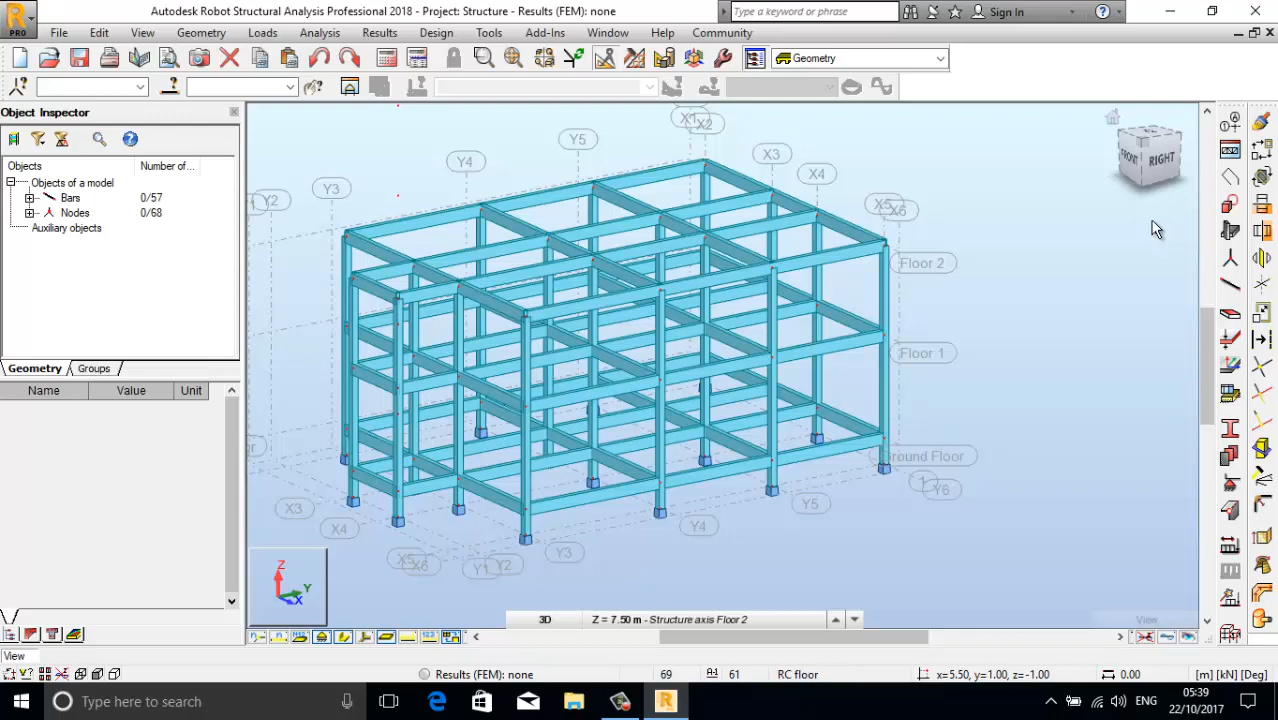 Autodesk Robot Structural Analysis Professional 2018 - Project: Structure - Results (FEM): none
Type a keyword or phrase
Sign In
PRO
File Edit View Geometry Loads Analysis Results Design Tools Add-Ins Window Help Community
Geometry
Object Inspector
Objects Number of...
Objects of a model
Bars 0/57
Nodes 0/68
Auxiliary objects
Geometry Groups
Name Value Unit
X1 X2
Y5 X3
Y4 X4
Y3 X5 X6
Y2
FRONT RIGHT
Floor 2
Floor 1
Ground Floor
1 Y6
X3 Y5
X4 Y4
X5 X6 Y3
Y1 Y2
Z
Y
X
3D Z = 7.50 m - Structure axis Floor 2
View
View
Results (FEM): none 69 61 RC floor x=5.50, y=1.00, z=-1.00 0.00 [m] [kN] [Deg]
Type here to search
ENG
05:39
22/10/2017